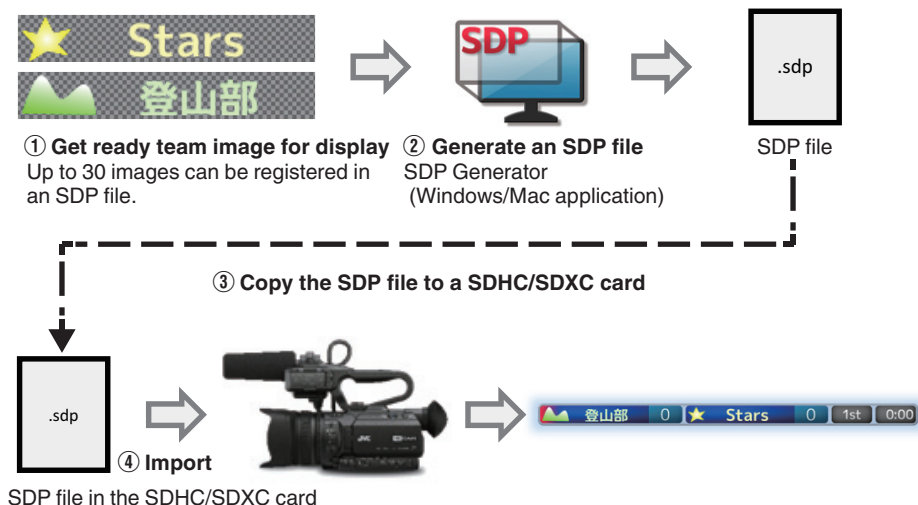 Stars
登山部
SDP
.sdp
① Get ready team image for display
Up to 30 images can be registered in
an SDP file.
② Generate an SDP file
SDP Generator
(Windows/Mac application)
SDP file
③ Copy the SDP file to a SDHC/SDXC card
.sdp
④ Import
JVC
登山部 0 Stars 0 1st 0:00
SDP file in the SDHC/SDXC card